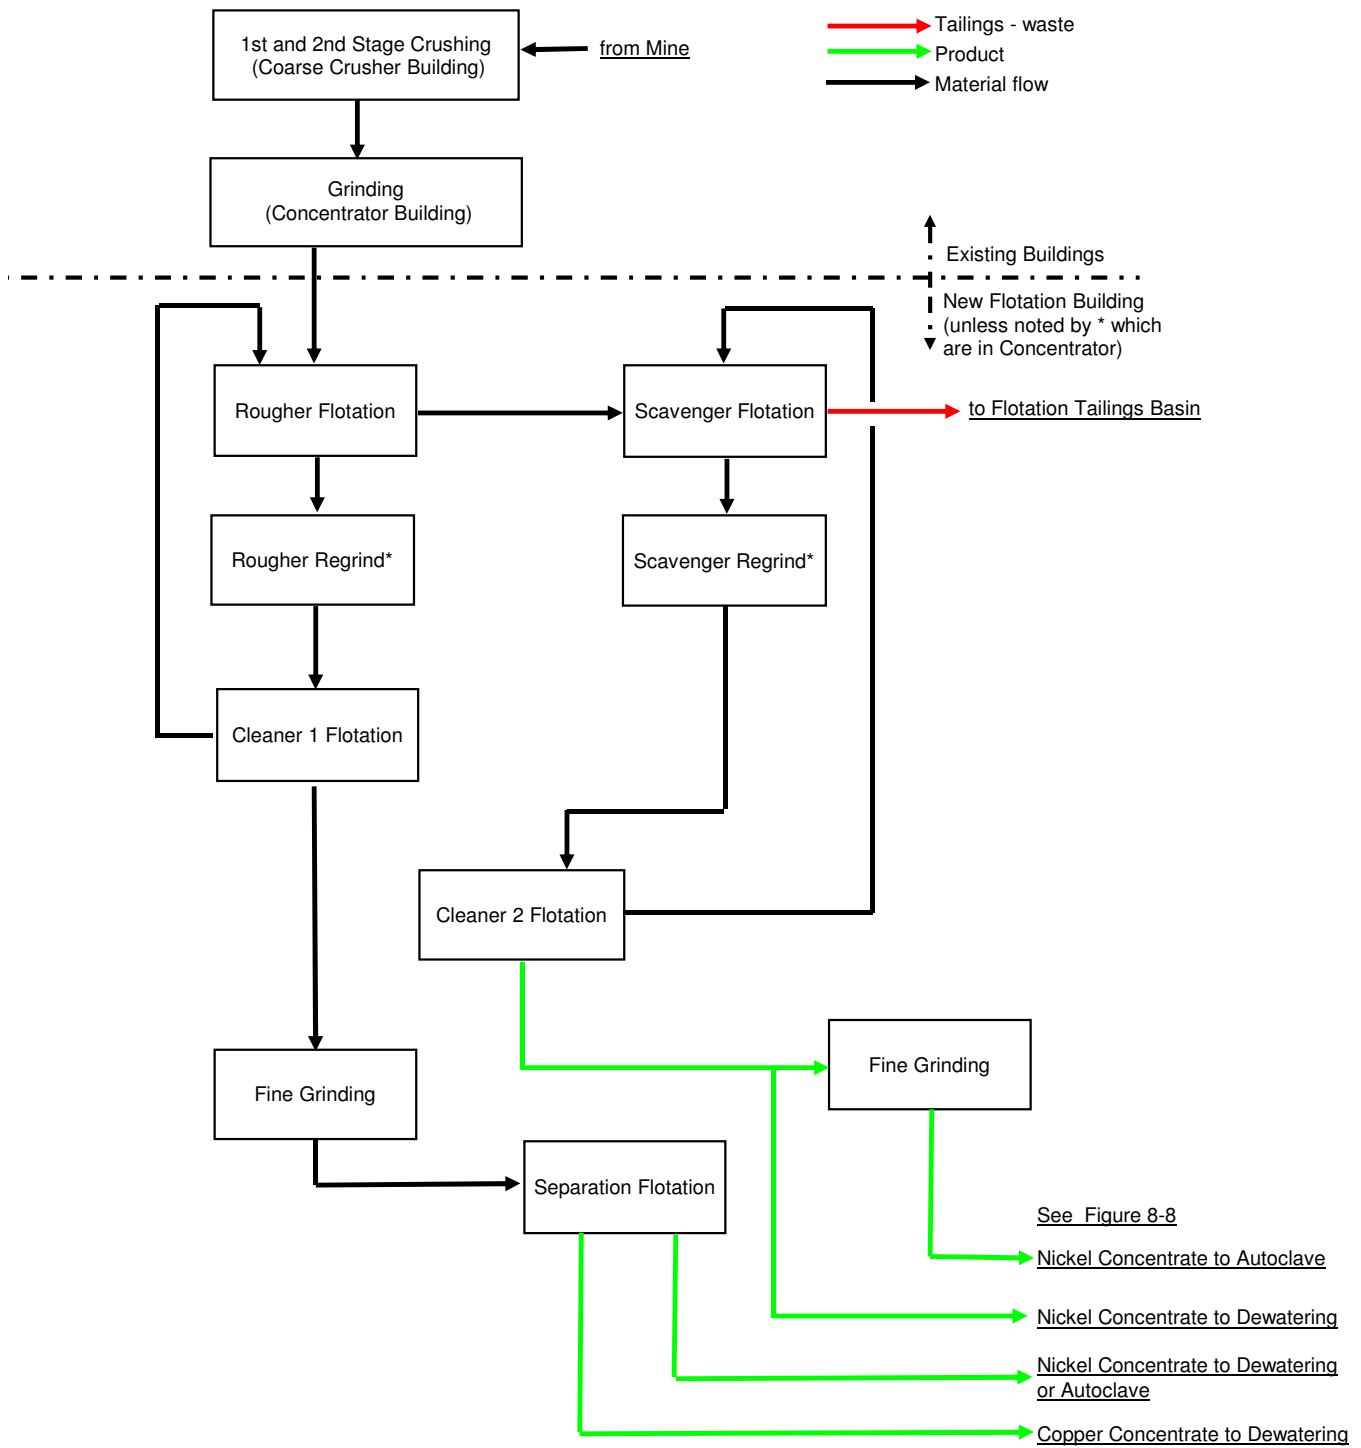 1st and 2nd Stage Crushing
(Coarse Crusher Building)
from Mine
Tailings - waste
Product
Material flow
Grinding
(Concentrator Building)
Existing Buildings
New Flotation Building
(unless noted by * which
are in Concentrator)
Rougher Flotation
Scavenger Flotation
to Flotation Tailings Basin
Rougher Regrind*
Scavenger Regrind*
Cleaner 1 Flotation
Cleaner 2 Flotation
Fine Grinding
Fine Grinding
Separation Flotation
See Figure 8-8
Nickel Concentrate to Autoclave
Nickel Concentrate to Dewatering
Nickel Concentrate to Dewatering
or Autoclave
Copper Concentrate to Dewatering